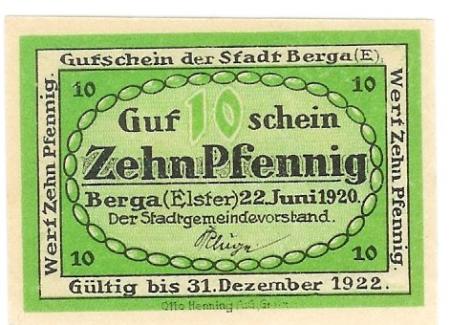 Gutschein der Stadt Berga (E).
10 10
Gut 10 schein
Zehn Pfennig
Berga (Elster) 22. Juni 1920.
Der Stadtgemeindevorstand.
10 10
Wert Zehn Pfennig.
Wert Zehn Pfennig.
Gültig bis 31. Dezember 1922.
Otto Henning A.G.